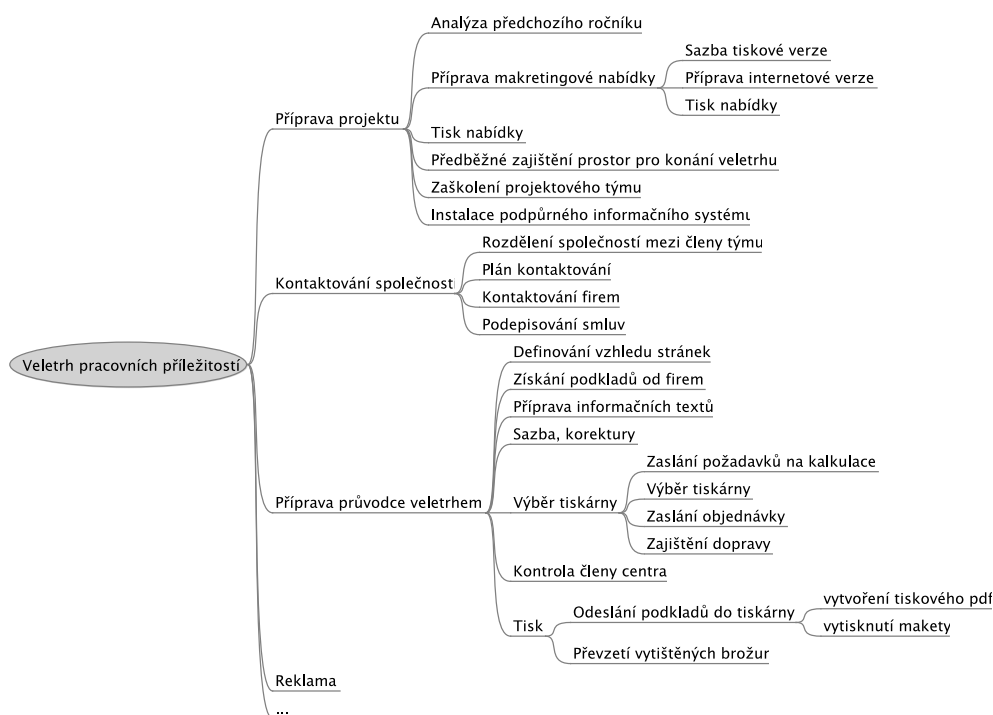 Veletrh pracovních příležitostí
Příprava projektu
Analýza předchozího ročníku
Příprava makretingové nabídky
Sazba tiskové verze
Příprava internetové verze
Tisk nabídky
Tisk nabídky
Předběžné zajištění prostor pro konání veletrhu
Zaškolení projektového týmu
Instalace podpůrného informačního systému
Kontaktování společností
Rozdělení společností mezi členy týmu
Plán kontaktování
Kontaktování firem
Podepisování smluv
Příprava průvodce veletrhem
Definování vzhledu stránek
Získání podkladů od firem
Příprava informačních textů
Sazba, korektury
Výběr tiskárny
Zaslání požadavků na kalkulace
Výběr tiskárny
Zaslání objednávky
Zajištění dopravy
Kontrola členy centra
Tisk
Odeslání podkladů do tiskárny
vytvoření tiskového pdf
vytisknutí makety
Převzetí vytištěných brožur
Reklama
...